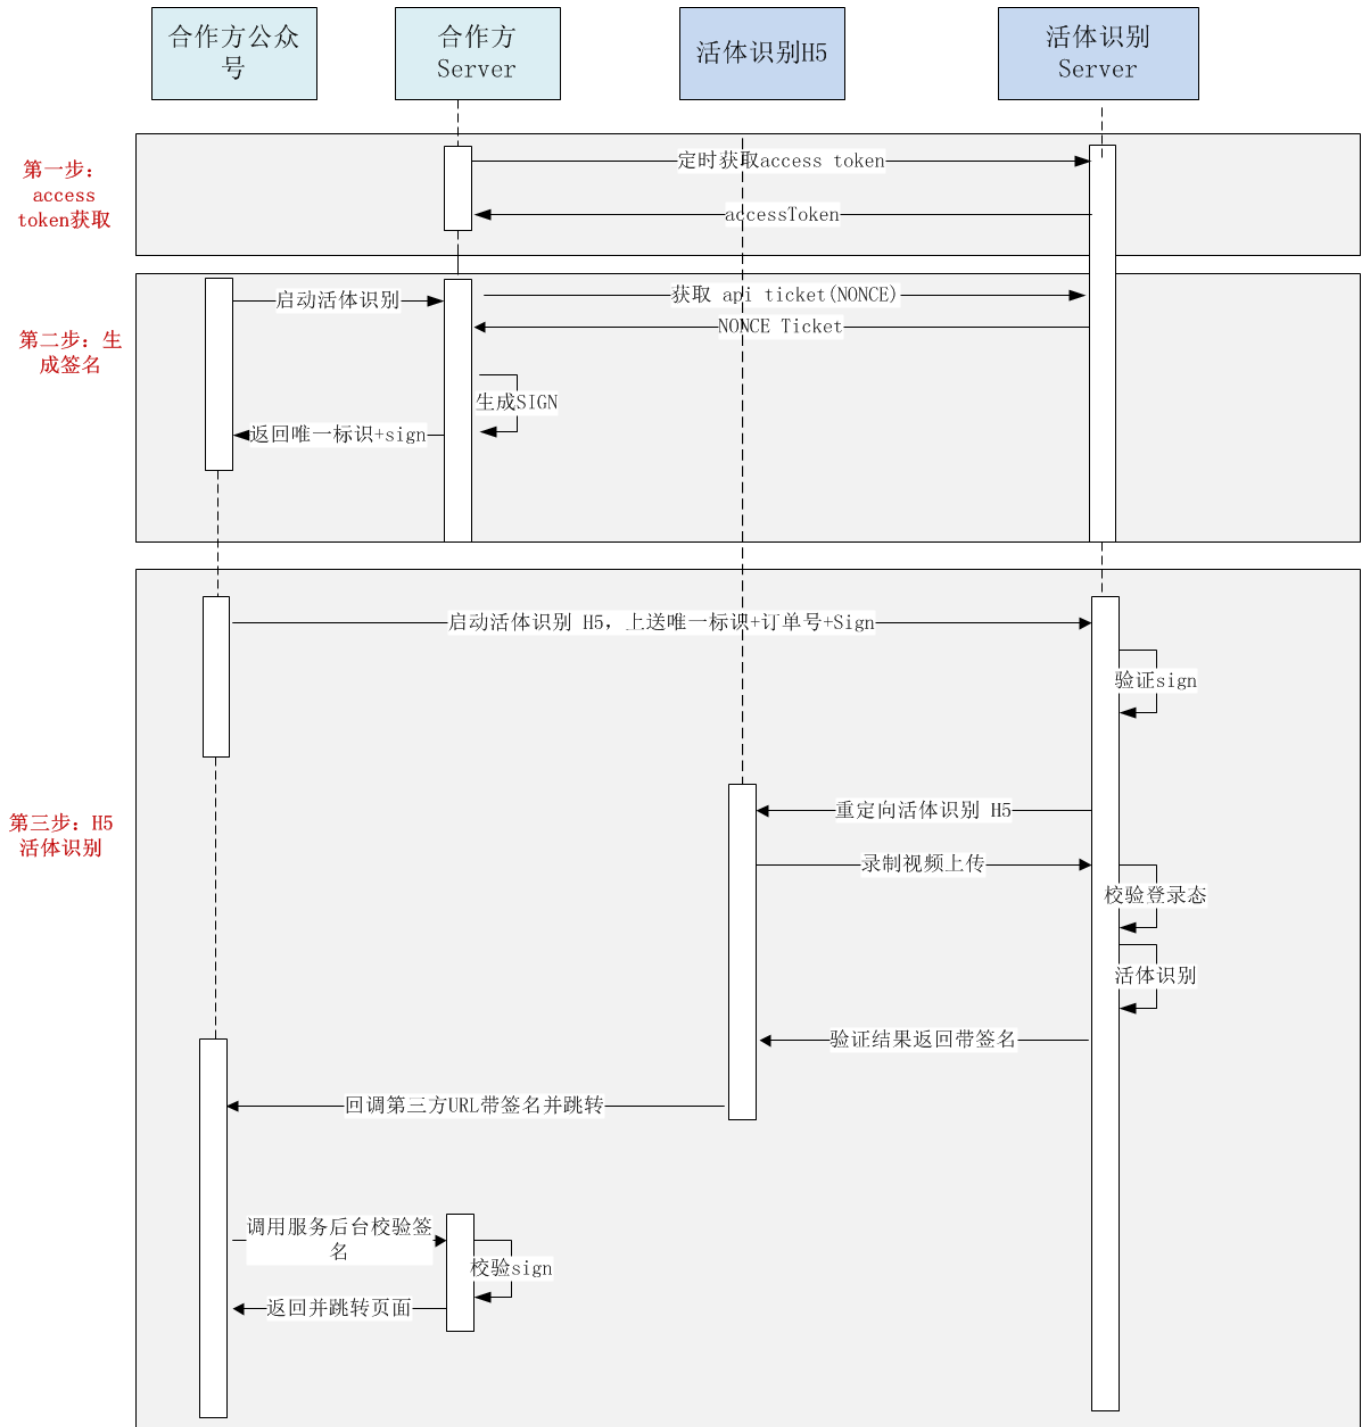 合作方公众
号
合作方
Server
活体识别H5
活体识别
Server
第一步：
access
token获取
定时获取access token
accessToken
第二步：生
成签名
启动活体识别
获取 api ticket(NONCE)
NONCE Ticket
生成SIGN
返回唯一标识+sign
第三步：H5
活体识别
启动活体识别 H5，上送唯一标识+订单号+Sign
验证sign
重定向活体识别 H5
录制视频上传
校验登录态
活体识别
验证结果返回带签名
回调第三方URL带签名并跳转
调用服务后台校验签
名
校验sign
返回并跳转页面